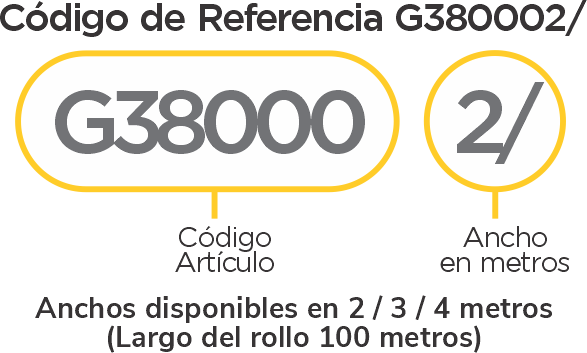 Código de Referencia G380002/
G38000 2/
Código Ancho
Artículo en metros
Anchos disponibles en 2 / 3 / 4 metros
(Largo del rollo 100 metros)